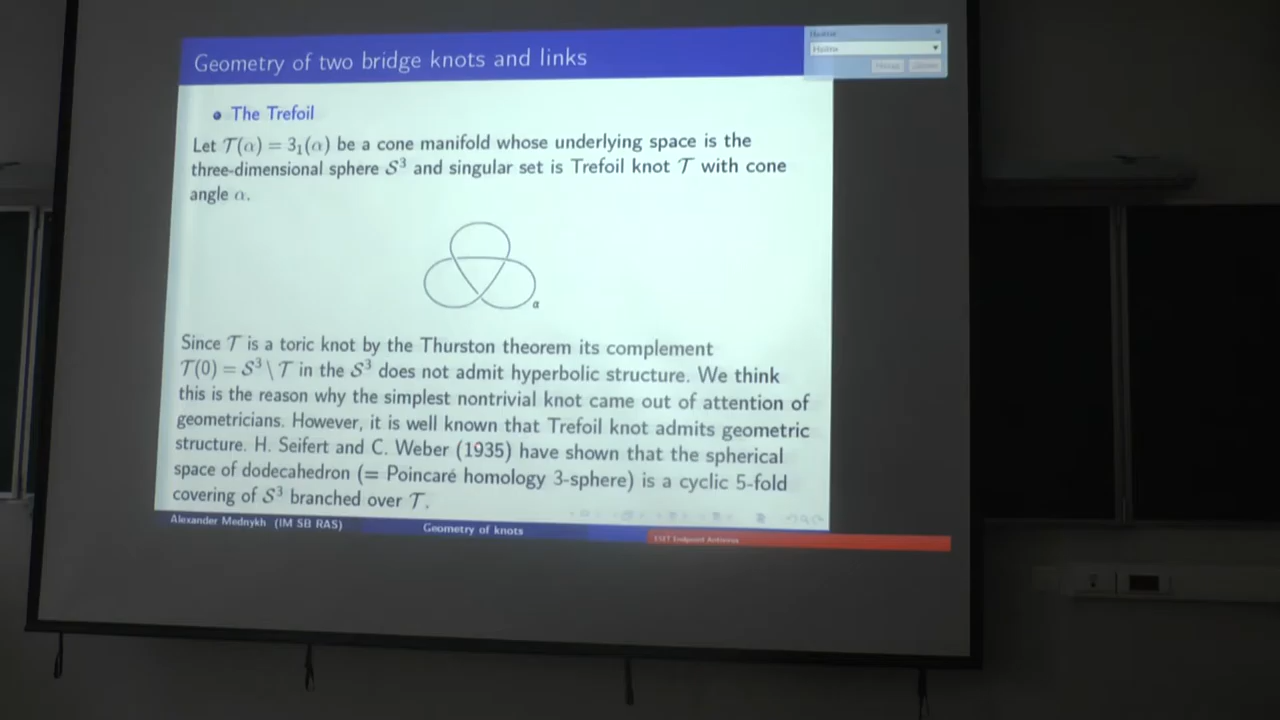 Geometry of two bridge knots and links
• The Trefoil
Let 𝒯(α) = 3₁(α) be a cone manifold whose underlying space is the
three-dimensional sphere 𝒮³ and singular set is Trefoil knot 𝒯 with cone
angle α.
α
Since 𝒯 is a toric knot by the Thurston theorem its complement
𝒯(0) = 𝒮³ \ 𝒯 in the 𝒮³ does not admit hyperbolic structure. We think
this is the reason why the simplest nontrivial knot came out of attention of
geometricians. However, it is well known that Trefoil knot admits geometric
structure. H. Seifert and C. Weber (1935) have shown that the spherical
space of dodecahedron (= Poincaré homology 3-sphere) is a cyclic 5-fold
covering of 𝒮³ branched over 𝒯.
Alexander Mednykh (IM SB RAS)
Geometry of knots
ESET Endpoint Antivirus